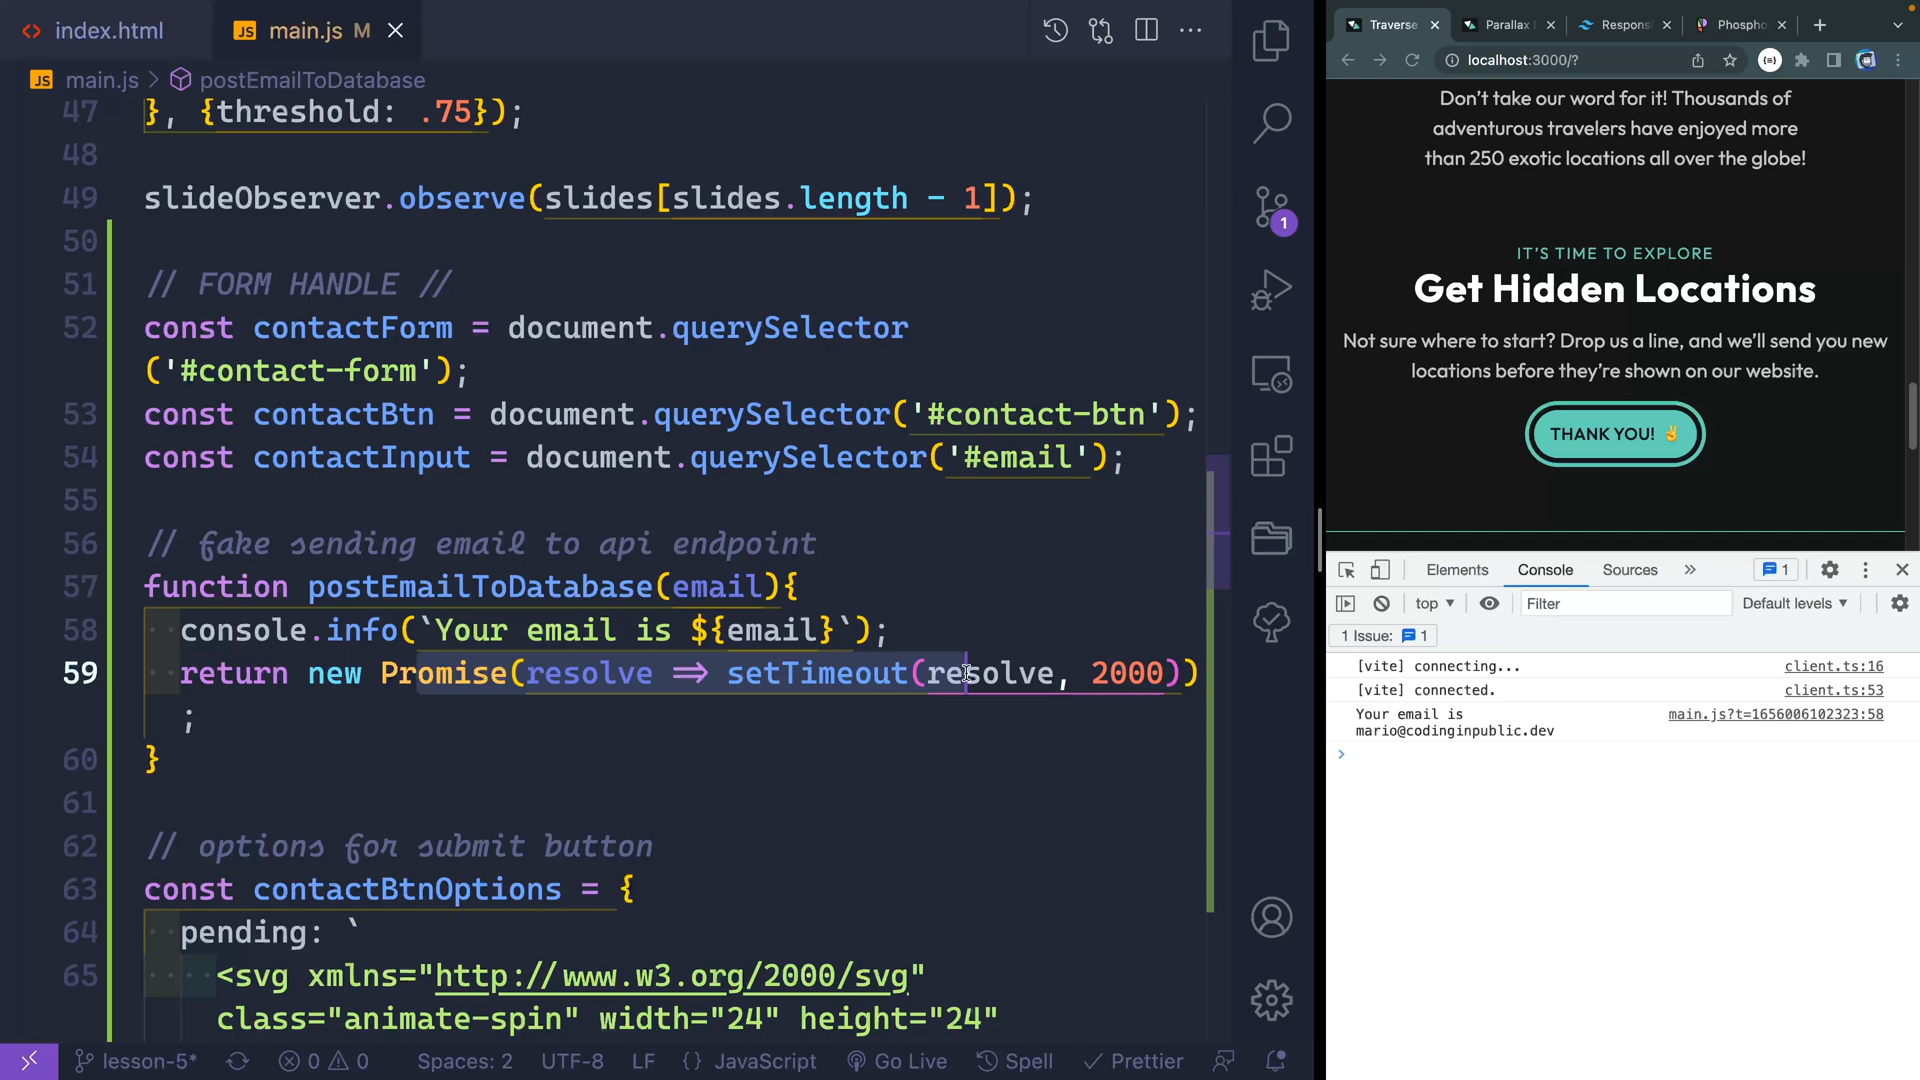 index.html
JS main.js M
JS main.js > postEmailToDatabase
47 }, {threshold: .75});
48
49 slideObserver.observe(slides[slides.length - 1]);
50
51 // FORM HANDLE //
52 const contactForm = document.querySelector
('#contact-form');
53 const contactBtn = document.querySelector('#contact-btn');
54 const contactInput = document.querySelector('#email');
55
56 // fake sending email to api endpoint
57 function postEmailToDatabase(email){
58 console.info(`Your email is ${email}`);
59 return new Promise(resolve => setTimeout(resolve, 2000))
;
60 }
61
62 // options for submit button
63 const contactBtnOptions = {
64 pending: `
65 <svg xmlns="http://www.w3.org/2000/svg"
class="animate-spin" width="24" height="24"
1
lesson-5* 0 0 Spaces: 2 UTF-8 LF {} JavaScript Go Live Spell Prettier
Traverse Parallax L Respons Phospho
localhost:3000/?
Don't take our word for it! Thousands of
adventurous travelers have enjoyed more
than 250 exotic locations all over the globe!
IT'S TIME TO EXPLORE
Get Hidden Locations
Not sure where to start? Drop us a line, and we'll send you new
locations before they're shown on our website.
THANK YOU! ✌
Elements Console Sources 1
top Filter Default levels
1 Issue: 1
[vite] connecting... client.ts:16
[vite] connected. client.ts:53
Your email is main.js?t=1656006102323:58
mario@codinginpublic.dev